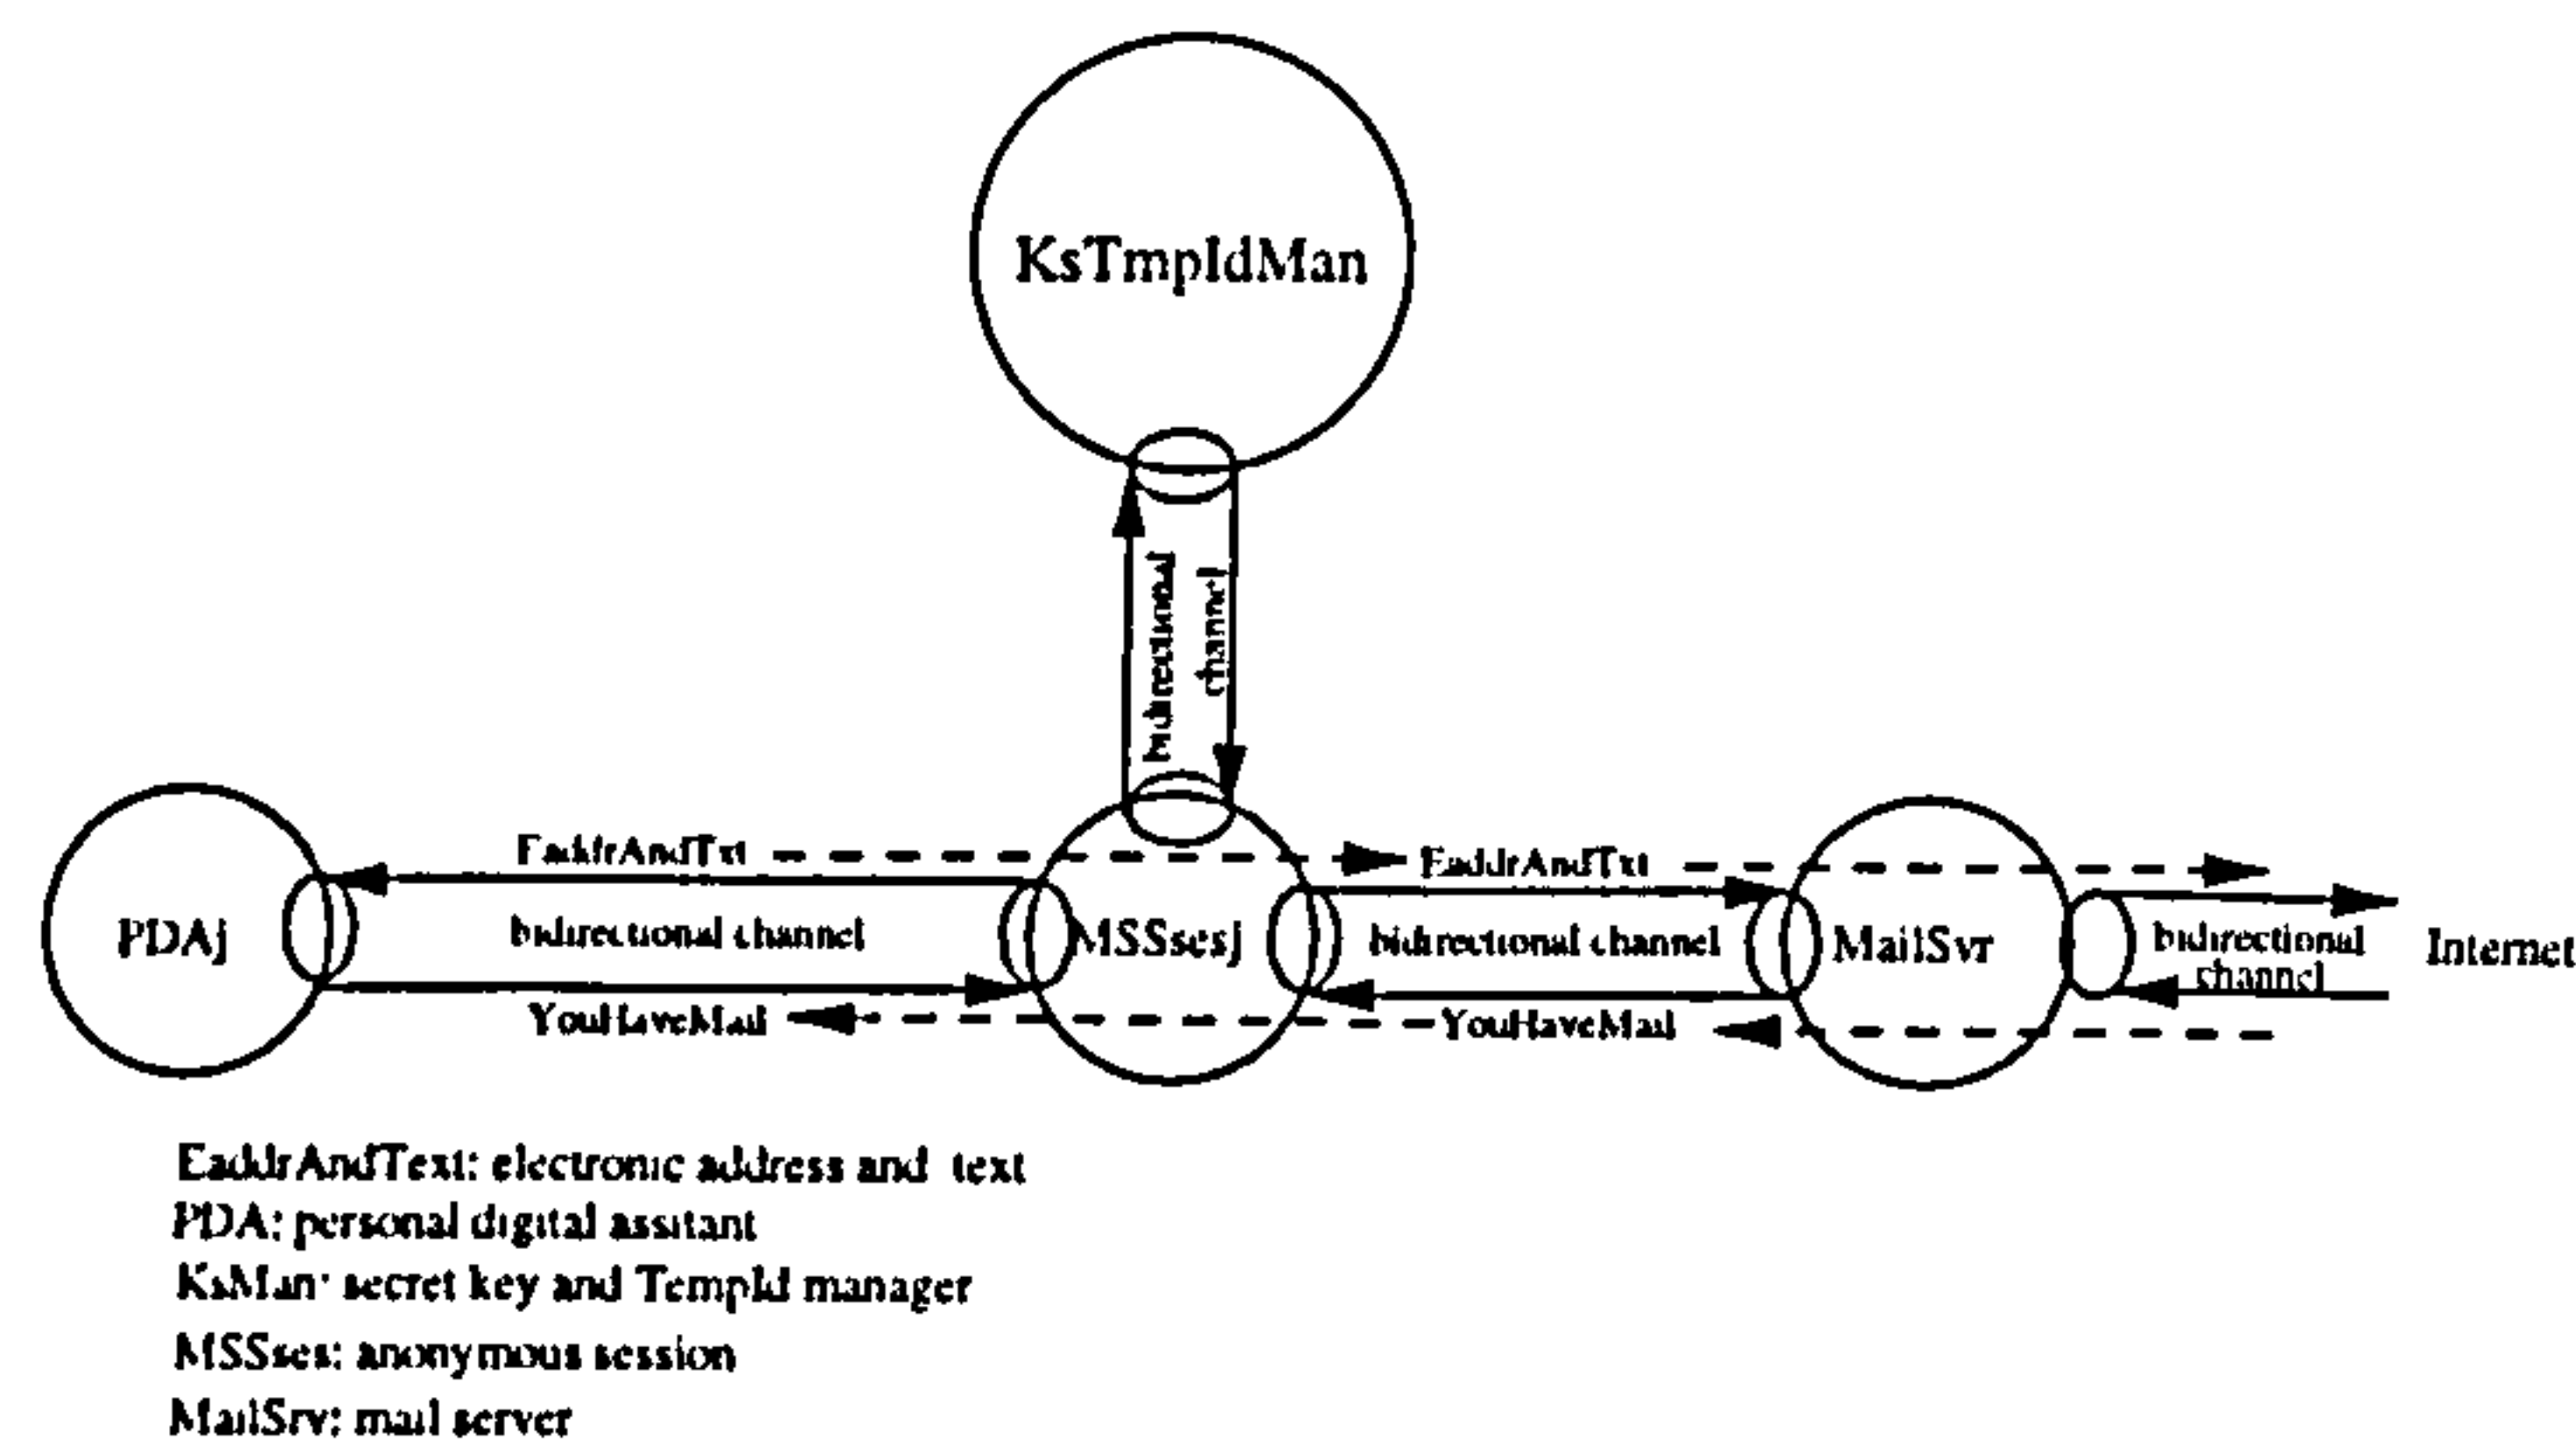 KsTmpIdMan
bidirectional
channel
EaddrAndTxt
EaddrAndTxt
PDAj
bidirectional channel
MSSsesj
bidirectional channel
MailSvr
bidirectional
channel
Internet
YouHaveMail
YouHaveMail
EaddrAndText: electronic address and text
PDA: personal digital assitant
KsMan: secret key and TempId manager
MSSses: anonymous session
MailSrv: mail server